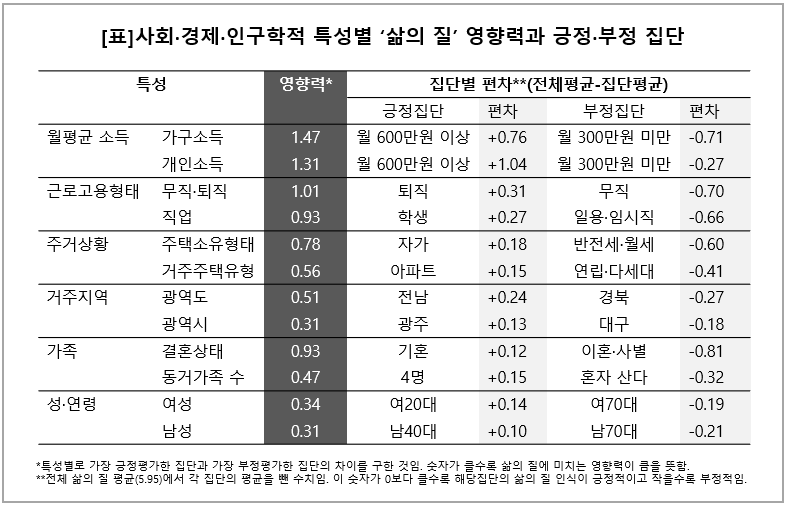 [표]사회·경제·인구학적 특성별 ‘삶의 질’ 영향력과 긍정·부정 집단
특성 영향력* 집단별 편차**(전체평균-집단평균)
긍정집단 편차 부정집단 편차
월평균 소득 가구소득 1.47 월 600만원 이상 +0.76 월 300만원 미만 -0.71
개인소득 1.31 월 600만원 이상 +1.04 월 300만원 미만 -0.27
근로고용형태 무직·퇴직 1.01 퇴직 +0.31 무직 -0.70
직업 0.93 학생 +0.27 일용·임시직 -0.66
주거상황 주택소유형태 0.78 자가 +0.18 반전세·월세 -0.60
거주주택유형 0.56 아파트 +0.15 연립·다세대 -0.41
거주지역 광역도 0.51 전남 +0.24 경북 -0.27
광역시 0.31 광주 +0.13 대구 -0.18
가족 결혼상태 0.93 기혼 +0.12 이혼·사별 -0.81
동거가족 수 0.47 4명 +0.15 혼자 산다 -0.32
성·연령 여성 0.34 여20대 +0.14 여70대 -0.19
남성 0.31 남40대 +0.10 남70대 -0.21
*특성별로 가장 긍정평가한 집단과 가장 부정평가한 집단의 차이를 구한 것임. 숫자가 클수록 삶의 질에 미치는 영향력이 큼을 뜻함.
**전체 삶의 질 평균(5.95)에서 각 집단의 평균을 뺀 수치임. 이 숫자가 0보다 클수록 해당집단의 삶의 질 인식이 긍정적이고 작을수록 부정적임.